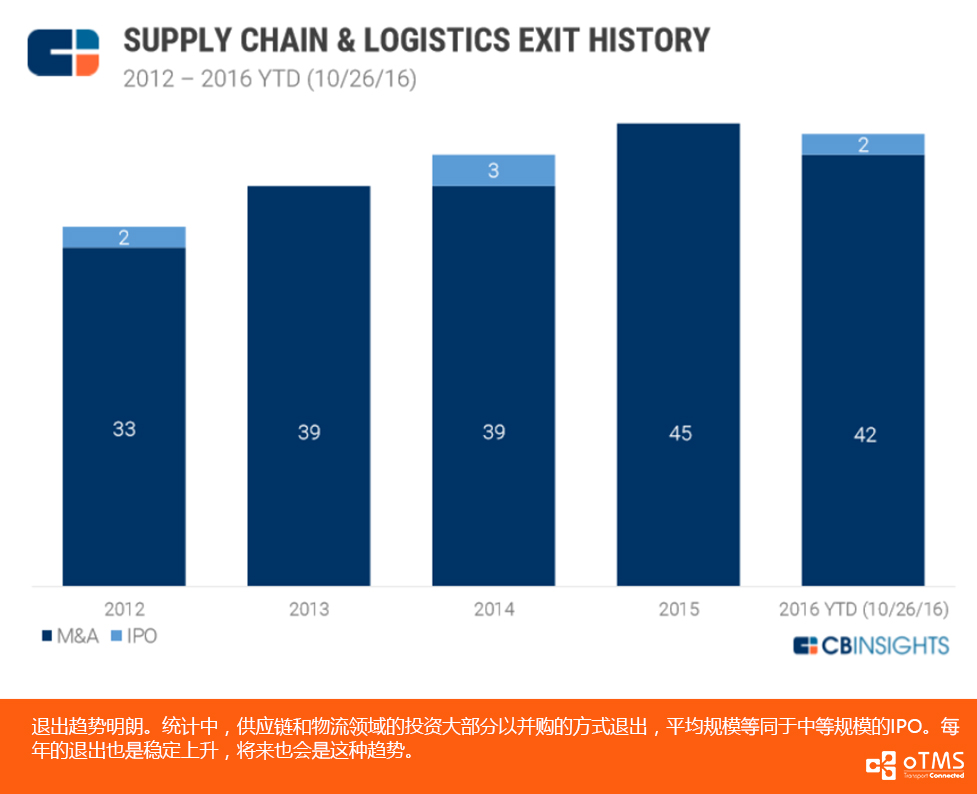 SUPPLY CHAIN & LOGISTICS EXIT HISTORY
2012 – 2016 YTD (10/26/16)
2
3
2
33
39
39
45
42
2012
2013
2014
2015
2016 YTD (10/26/16)
M&A
IPO
CBINSIGHTS
退出趋势明朗。统计中，供应链和物流领域的投资大部分以并购的方式退出，平均规模等同于中等规模的IPO。每
年的退出也是稳定上升，将来也会是这种趋势。
oTMS
Transport Connected